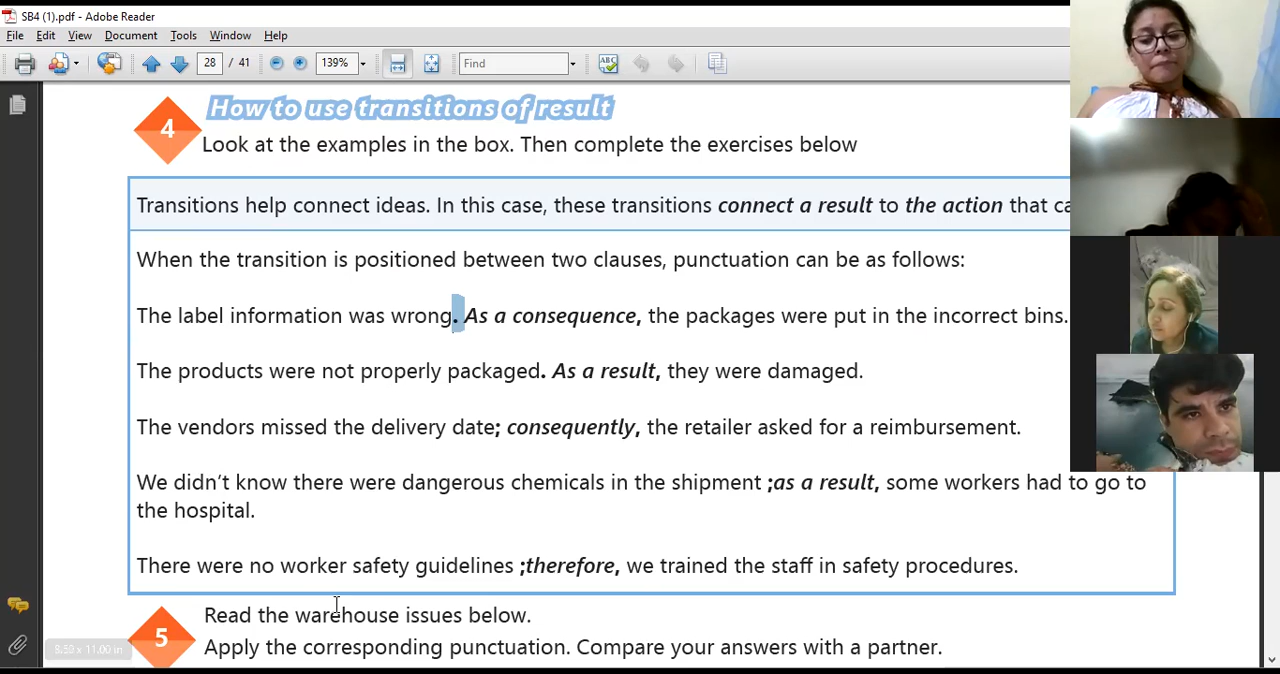 SB4 (1).pdf - Adobe Reader
File Edit View Document Tools Window Help
28 / 41 139% Find
ABC
4 How to use transitions of result
Look at the examples in the box. Then complete the exercises below
Transitions help connect ideas. In this case, these transitions connect a result to the action that ca
When the transition is positioned between two clauses, punctuation can be as follows:
The label information was wrong. As a consequence, the packages were put in the incorrect bins.
The products were not properly packaged. As a result, they were damaged.
The vendors missed the delivery date; consequently, the retailer asked for a reimbursement.
We didn't know there were dangerous chemicals in the shipment ;as a result, some workers had to go to
the hospital.
There were no worker safety guidelines ;therefore, we trained the staff in safety procedures.
5 Read the warehouse issues below.
Apply the corresponding punctuation. Compare your answers with a partner.
8.50 x 11.00 in